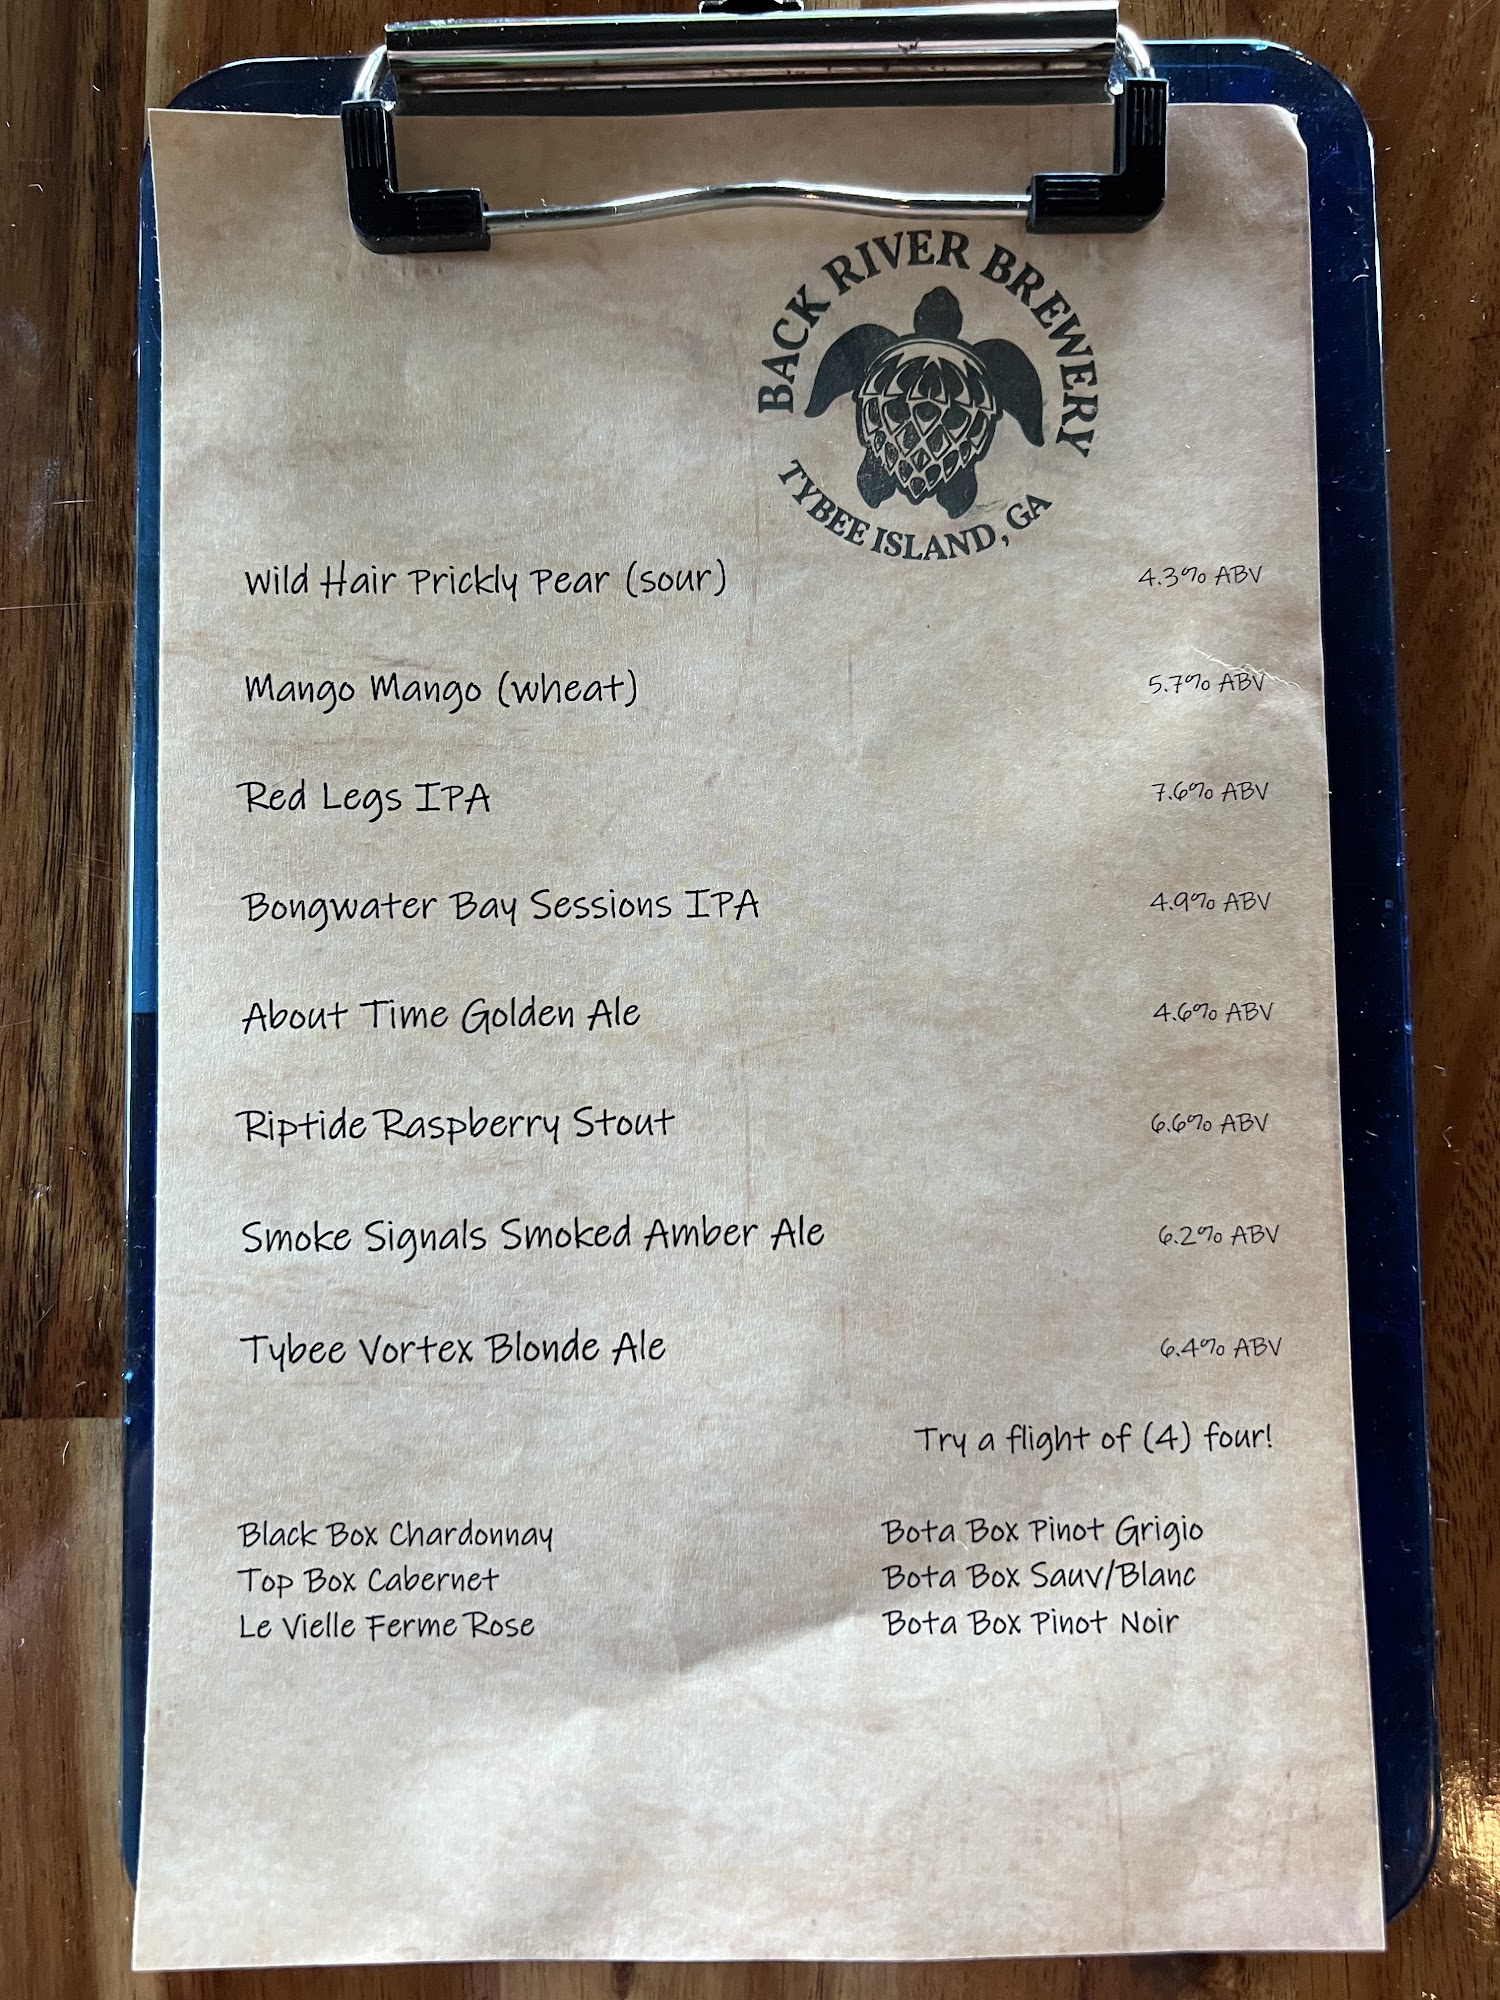 BACK RIVER BREWERY
TYBEE ISLAND, GA
Wild Hair Prickly Pear (sour) 4.3% ABV
Mango Mango (wheat) 5.7% ABV
Red Legs IPA 7.6% ABV
Bongwater Bay Sessions IPA 4.9% ABV
About Time Golden Ale 4.6% ABV
Riptide Raspberry Stout 6.6% ABV
Smoke Signals Smoked Amber Ale 6.2% ABV
Tybee Vortex Blonde Ale 6.4% ABV
Try a flight of (4) four!
Black Box Chardonnay
Top Box Cabernet
Le Vielle Ferme Rose
Bota Box Pinot Grigio
Bota Box Sauv/Blanc
Bota Box Pinot Noir